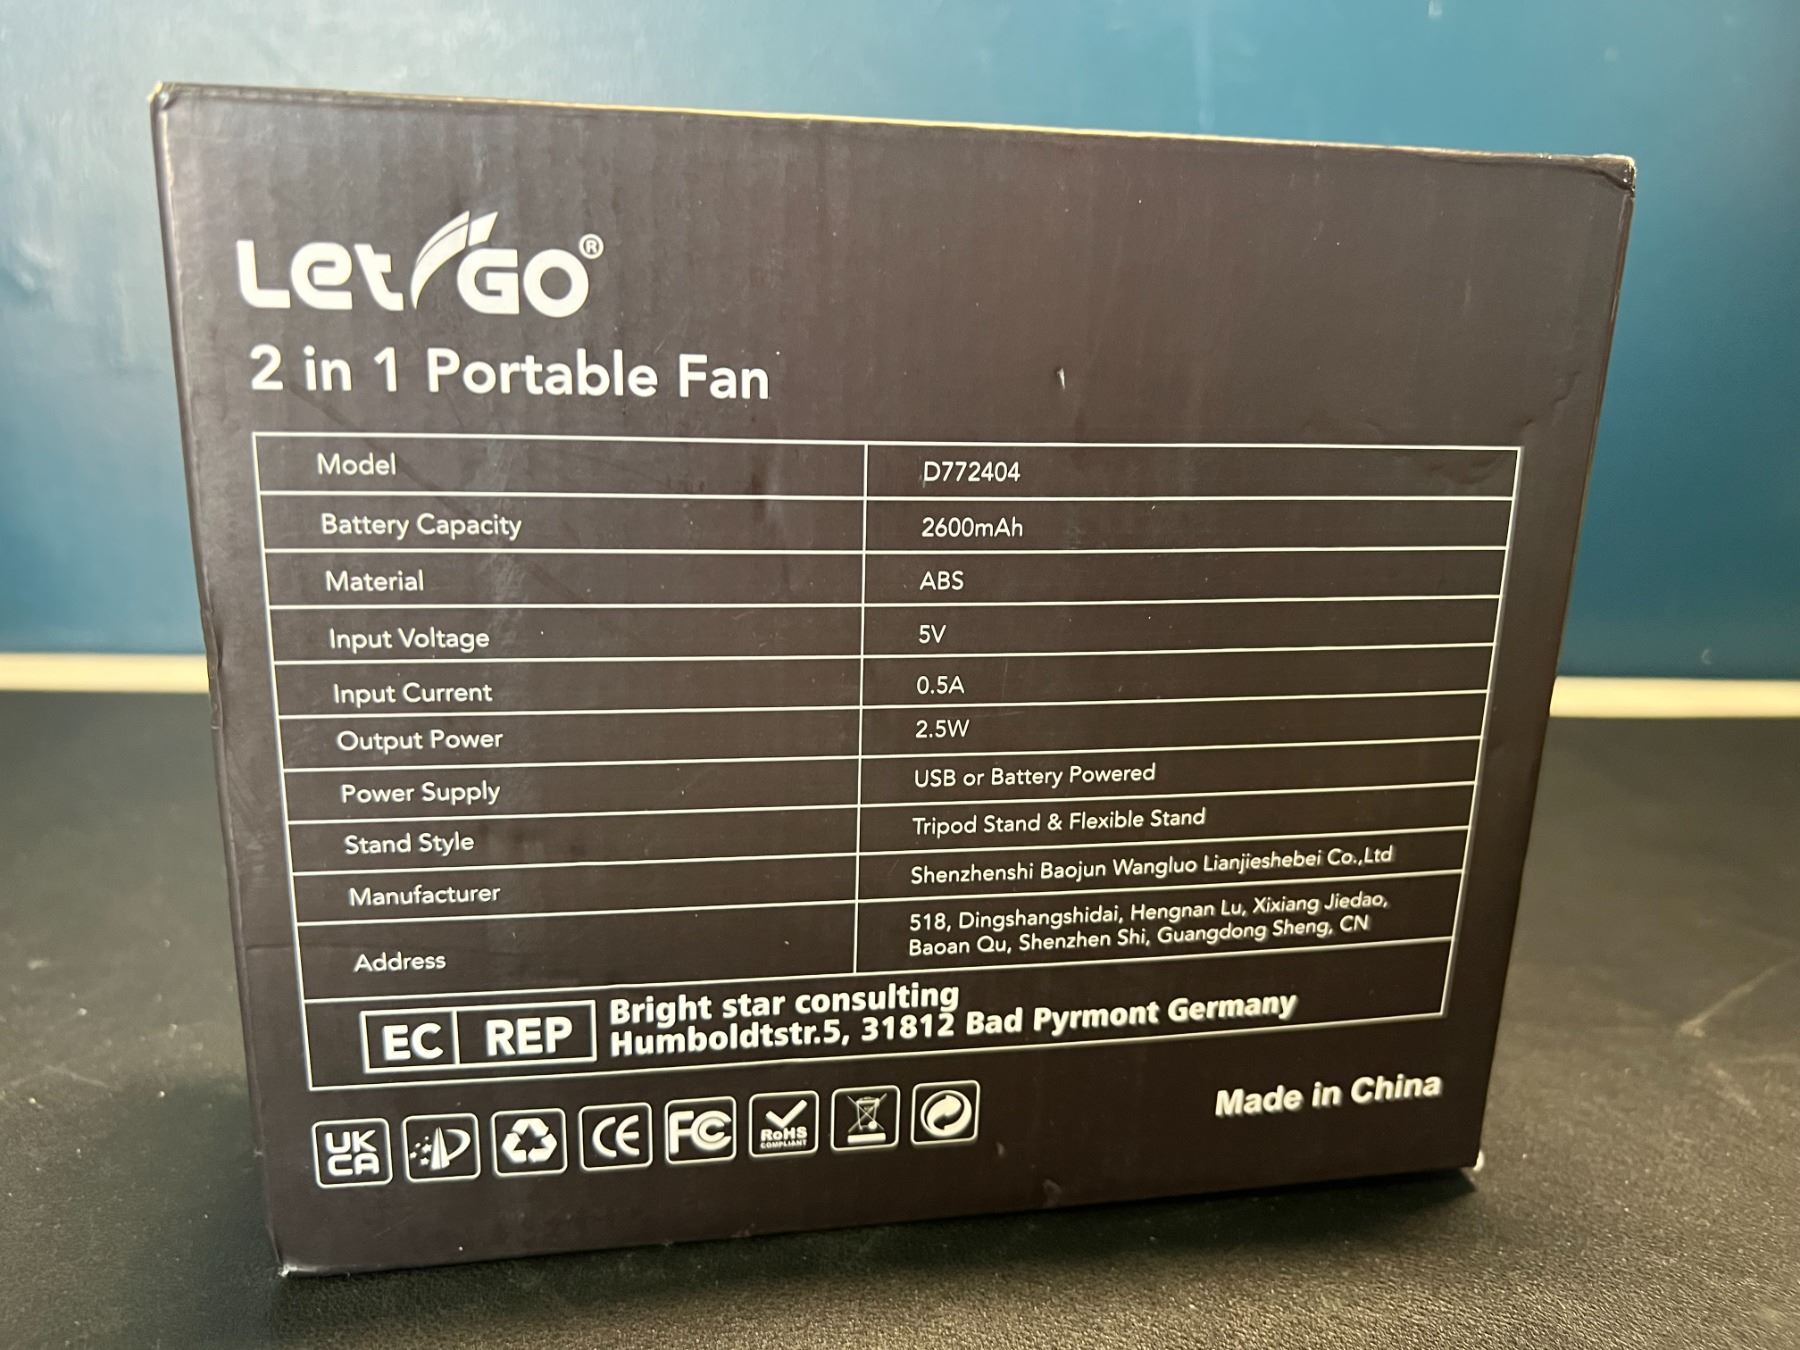 Let GO®
2 in 1 Portable Fan
Model D772404
Battery Capacity 2600mAh
Material ABS
Input Voltage 5V
Input Current 0.5A
Output Power 2.5W
Power Supply USB or Battery Powered
Stand Style Tripod Stand & Flexible Stand
Manufacturer Shenzhenshi Baojun Wangluo Lianjieshebei Co.,Ltd
Address 518, Dingshangshidai, Hengnan Lu, Xixiang Jiedao,
Baoan Qu, Shenzhen Shi, Guangdong Sheng, CN
EC REP Bright star consulting
Humboldtstr.5, 31812 Bad Pyrmont Germany
Made in China
UK
CA
CE
FC
RoHS
COMPLIANT